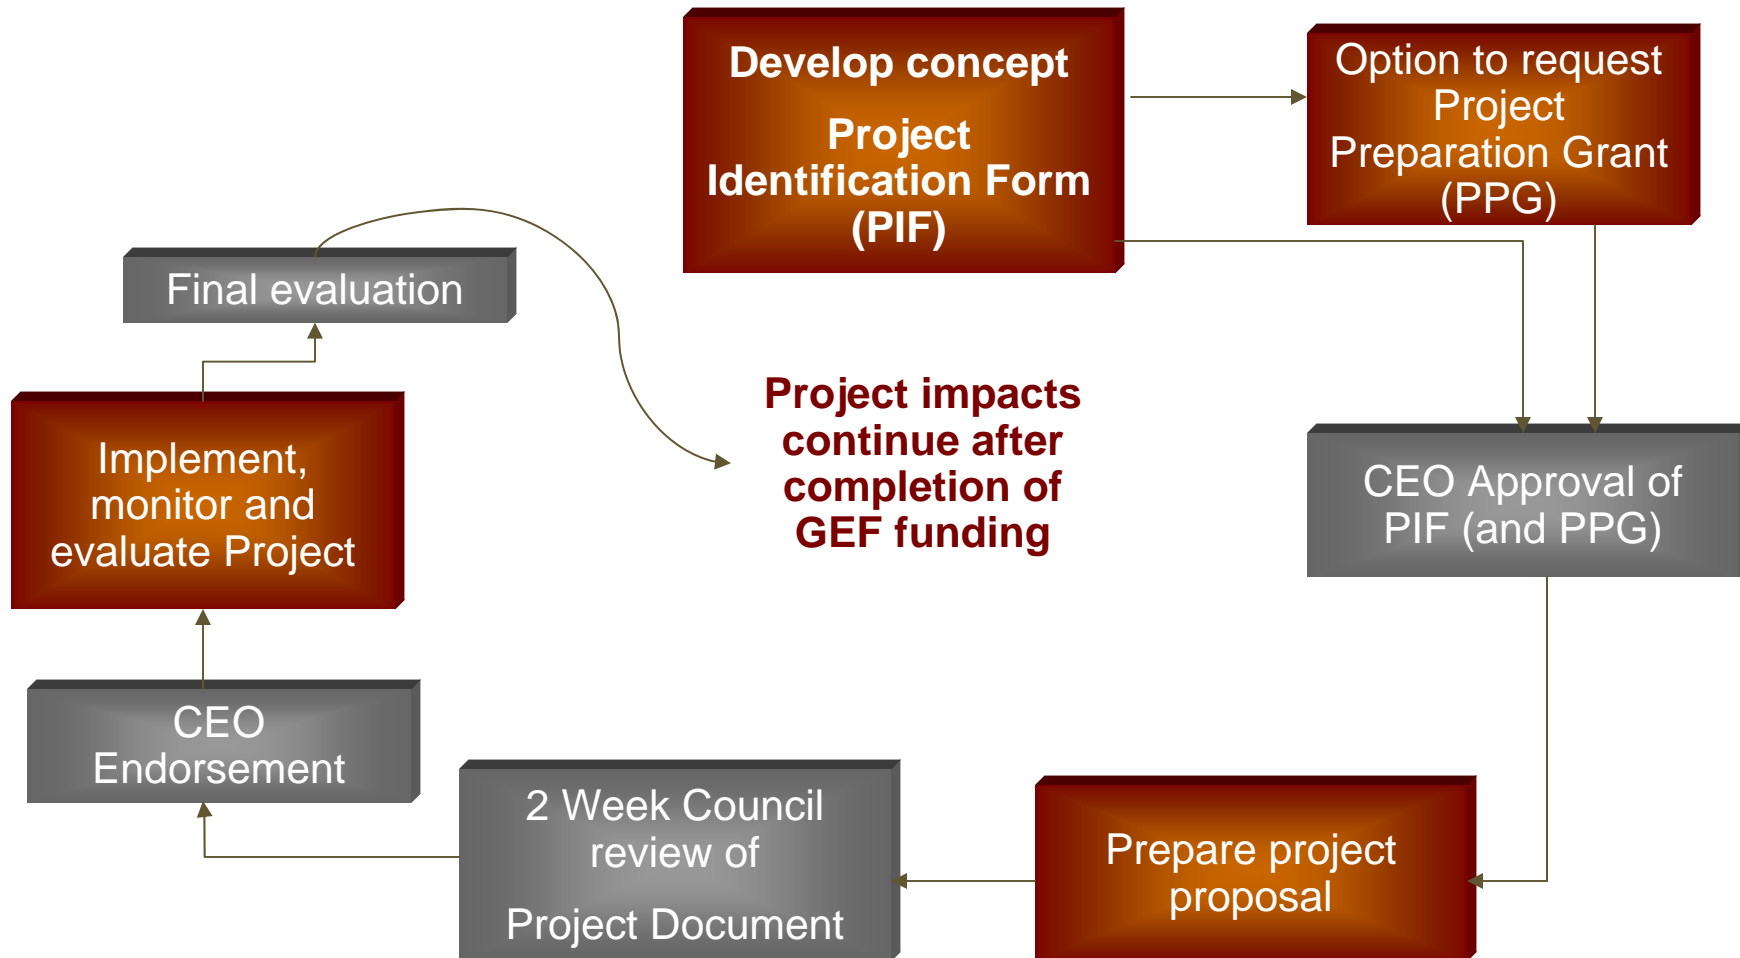 Develop concept
Project
Identification Form
(PIF)
Option to request
Project
Preparation Grant
(PPG)
Final evaluation
Project impacts
continue after
completion of
GEF funding
Implement,
monitor and
evaluate Project
CEO Approval of
PIF (and PPG)
CEO
Endorsement
2 Week Council
review of
Project Document
Prepare project
proposal